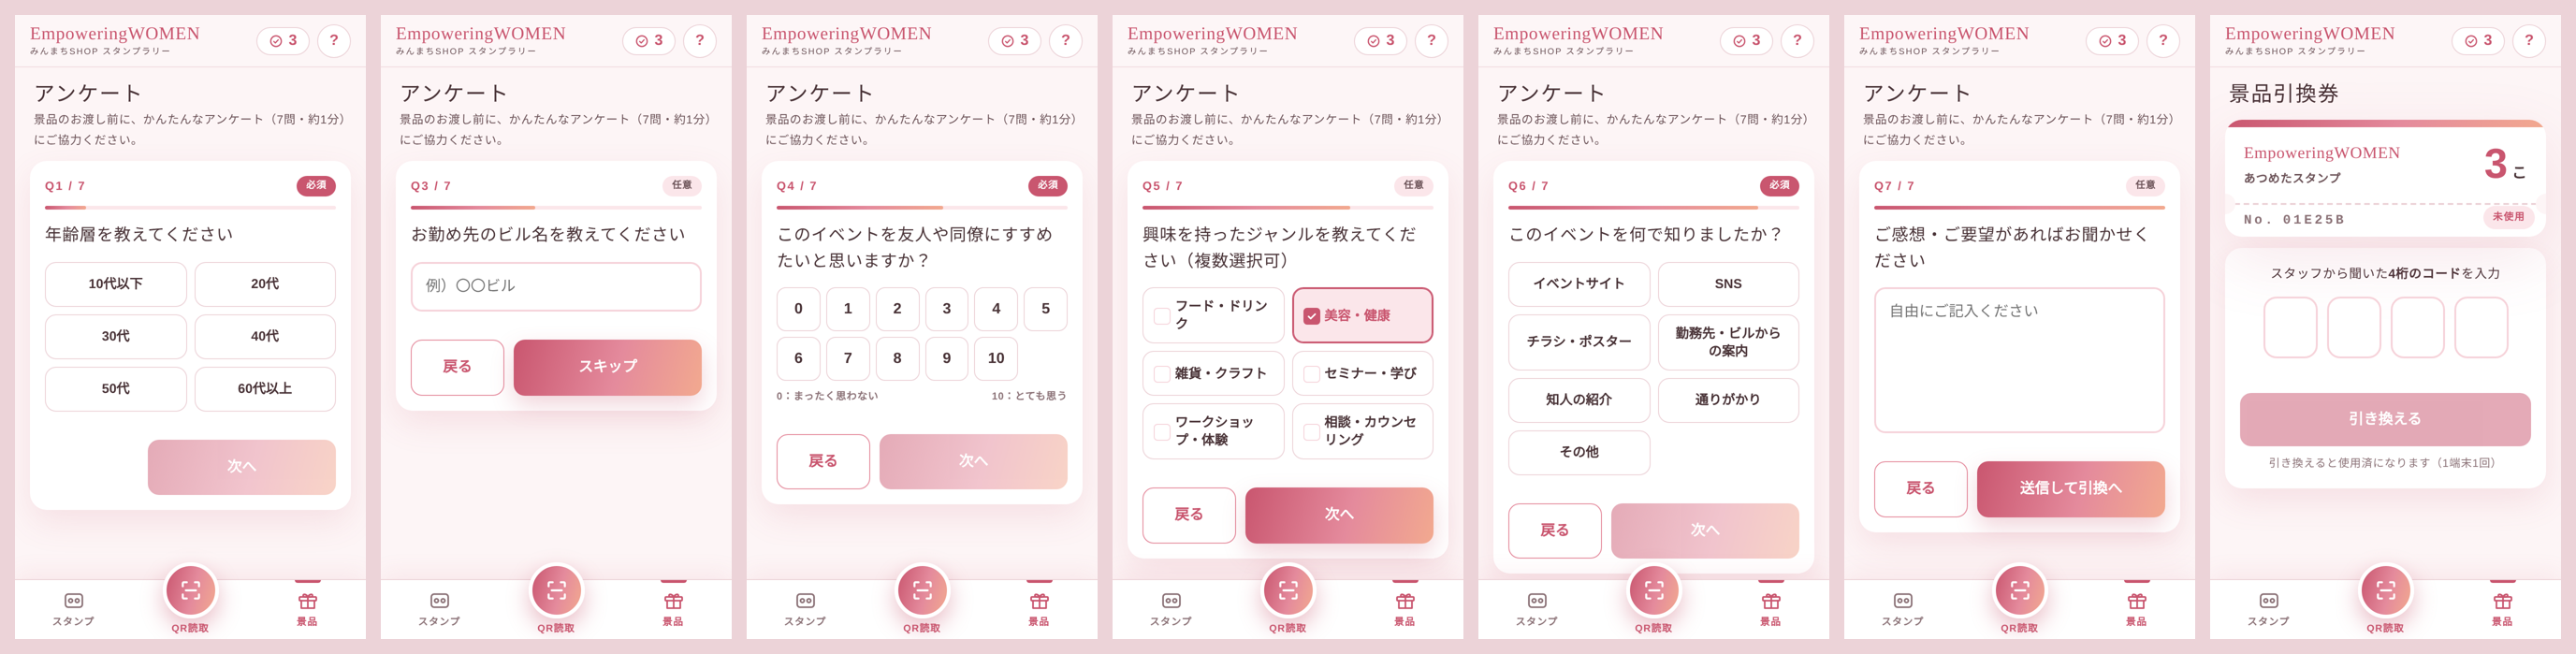 EmpoweringWOMEN
みんまちSHOP スタンプラリー
3
?
アンケート
景品のお渡し前に、かんたんなアンケート（7問・約1分）
にご協力ください。
Q1 / 7
必須
年齢層を教えてください
10代以下
20代
30代
40代
50代
60代以上
次へ
スタンプ
QR読取
景品
EmpoweringWOMEN
みんまちSHOP スタンプラリー
3
?
アンケート
景品のお渡し前に、かんたんなアンケート（7問・約1分）
にご協力ください。
Q3 / 7
任意
お勤め先のビル名を教えてください
例）〇〇ビル
戻る
スキップ
スタンプ
QR読取
景品
EmpoweringWOMEN
みんまちSHOP スタンプラリー
3
?
アンケート
景品のお渡し前に、かんたんなアンケート（7問・約1分）
にご協力ください。
Q4 / 7
必須
このイベントを友人や同僚にすすめ
たいと思いますか？
0
1
2
3
4
5
6
7
8
9
10
0：まったく思わない
10：とても思う
戻る
次へ
スタンプ
QR読取
景品
EmpoweringWOMEN
みんまちSHOP スタンプラリー
3
?
アンケート
景品のお渡し前に、かんたんなアンケート（7問・約1分）
にご協力ください。
Q5 / 7
任意
興味を持ったジャンルを教えてくだ
さい（複数選択可）
フード・ドリン
ク
美容・健康
雑貨・クラフト
セミナー・学び
ワークショッ
プ・体験
相談・カウンセ
リング
戻る
次へ
スタンプ
QR読取
景品
EmpoweringWOMEN
みんまちSHOP スタンプラリー
3
?
アンケート
景品のお渡し前に、かんたんなアンケート（7問・約1分）
にご協力ください。
Q6 / 7
必須
このイベントを何で知りましたか？
イベントサイト
SNS
チラシ・ポスター
勤務先・ビルから
の案内
知人の紹介
通りがかり
その他
戻る
次へ
スタンプ
QR読取
景品
EmpoweringWOMEN
みんまちSHOP スタンプラリー
3
?
アンケート
景品のお渡し前に、かんたんなアンケート（7問・約1分）
にご協力ください。
Q7 / 7
任意
ご感想・ご要望があればお聞かせく
ださい
自由にご記入ください
戻る
送信して引換へ
スタンプ
QR読取
景品
EmpoweringWOMEN
みんまちSHOP スタンプラリー
3
?
景品引換券
EmpoweringWOMEN
あつめたスタンプ
3 こ
No. 01E25B
未使用
スタッフから聞いた4桁のコードを入力
引き換える
引き換えると使用済になります（1端末1回）
スタンプ
QR読取
景品